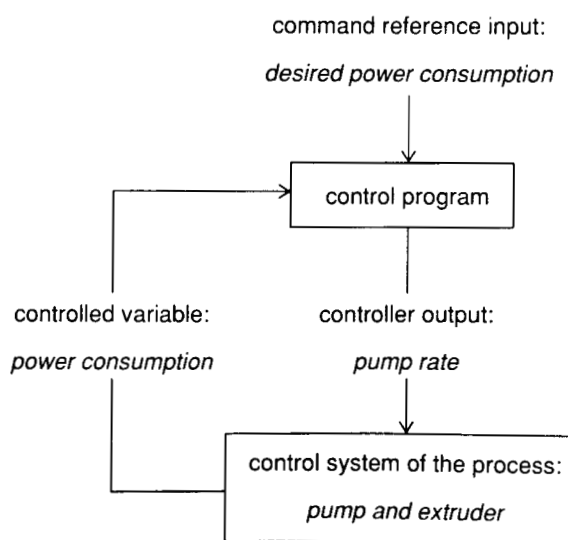 command reference input:
desired power consumption
control program
controlled variable:
power consumption
controller output:
pump rate
control system of the process:
pump and extruder